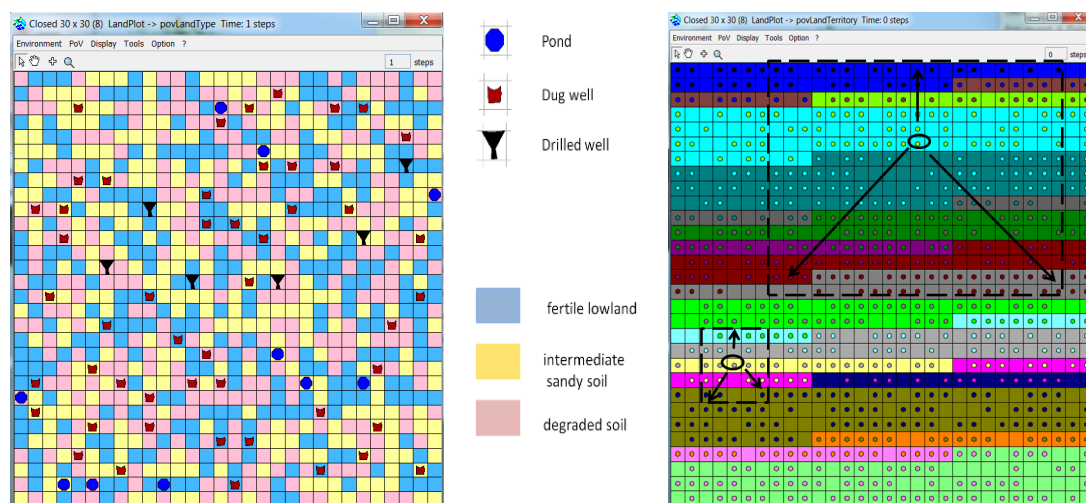 Closed 30 x 30 (8) LandPlot -> povLandType Time: 1 steps
Environment PoV Display Tools Option ?
1 steps
Pond
Dug well
Drilled well
fertile lowland
intermediate
sandy soil
degraded soil
Closed 30 x 30 (8) LandPlot -> povLandTerritory Time: 0 steps
Environment PoV Display Tools Option ?
0 steps